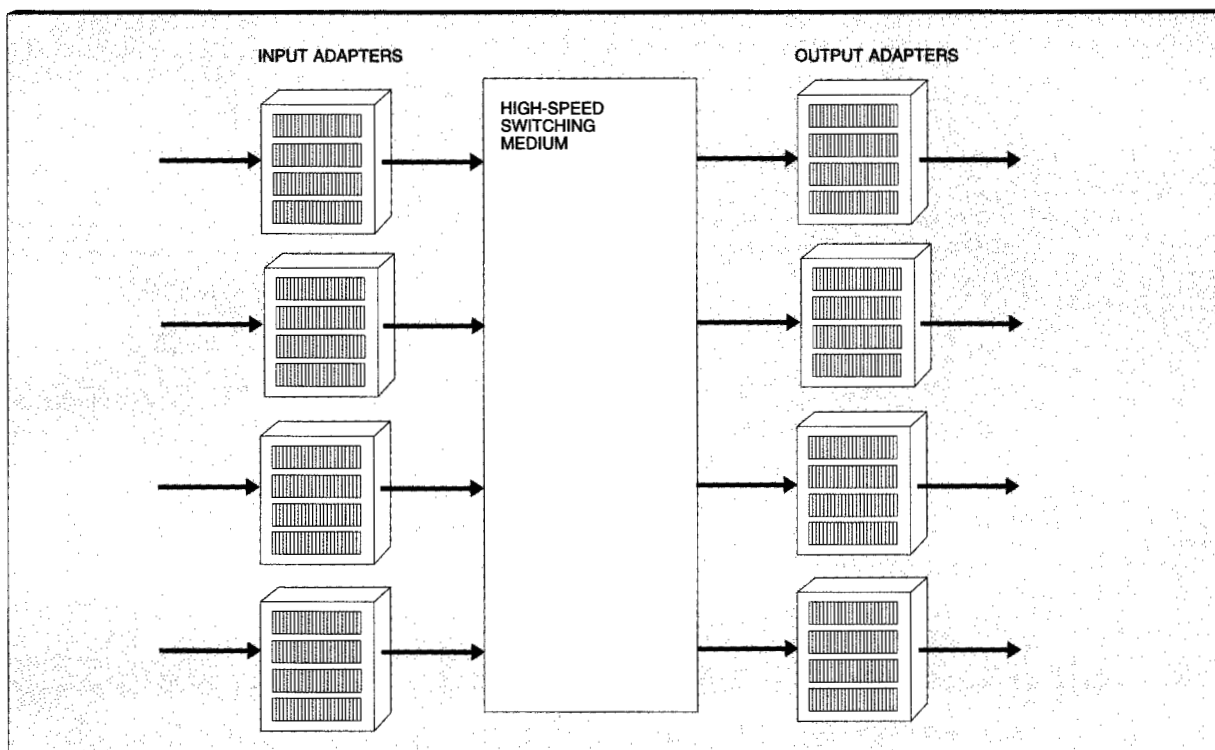 INPUT ADAPTERS
OUTPUT ADAPTERS
HIGH-SPEED
SWITCHING
MEDIUM